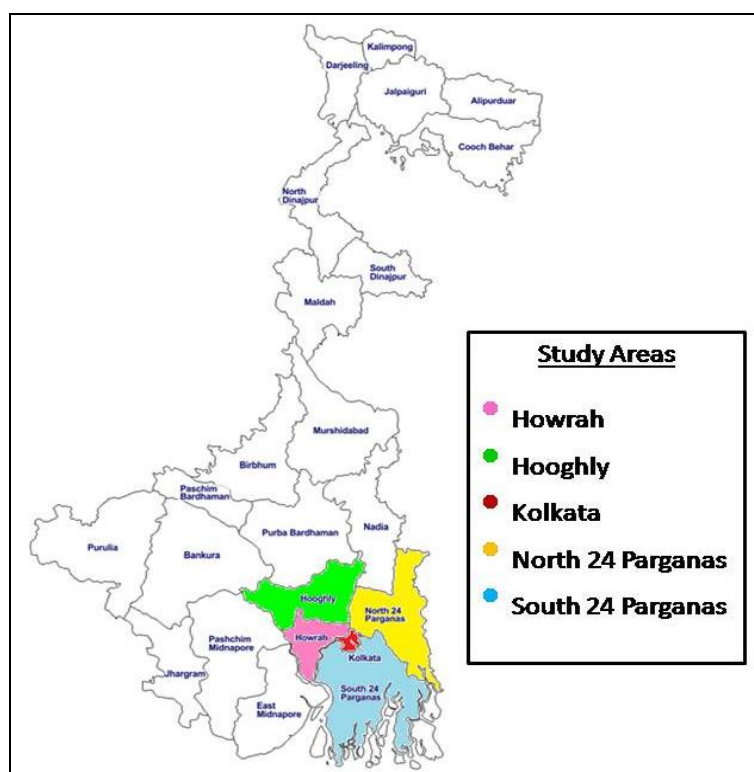 Kalimpong
Darjeeling
Jalpaiguri
Alipurduar
Cooch Behar
North
Dinajpur
South
Dinajpur
Maldah
Murshidabad
Birbhum
Paschim
Bardhaman
Purba Bardhaman
Nadia
Purulia
Bankura
Hooghly
North 24
Parganas
Howrah
Kolkata
Pashchim
Midnapore
Jhargram
East
Midnapore
South 24
Parganas
Study Areas
Howrah
Hooghly
Kolkata
North 24 Parganas
South 24 Parganas